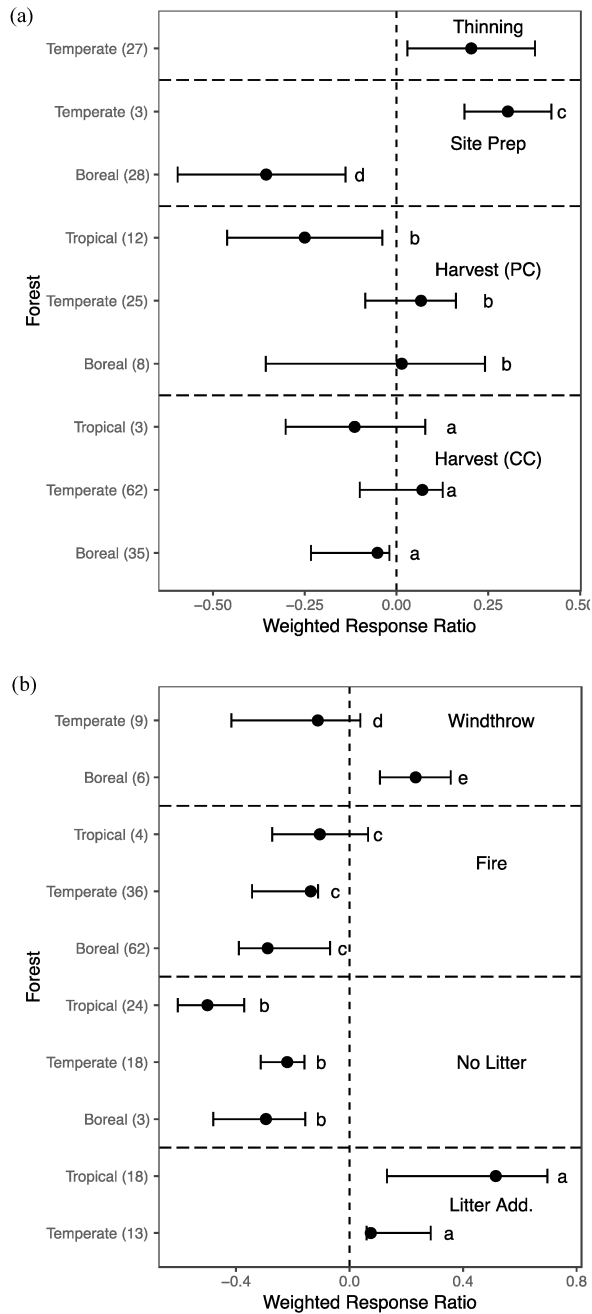 (a)
Thinning
Temperate (27)
Temperate (3)
c
Site Prep
Boreal (28)
d
Tropical (12)
b
Harvest (PC)
Temperate (25)
b
Boreal (8)
b
Tropical (3)
a
Harvest (CC)
Temperate (62)
a
Boreal (35)
a
Forest
−0.50 −0.25 0.00 0.25 0.50
Weighted Response Ratio
(b)
Temperate (9)
d
Windthrow
Boreal (6)
e
Tropical (4)
c
Fire
Temperate (36)
c
Boreal (62)
c
Forest
Tropical (24)
b
Temperate (18)
b
No Litter
Boreal (3)
b
Tropical (18)
a
Litter Add.
Temperate (13)
a
−0.4 0.0 0.4 0.8
Weighted Response Ratio